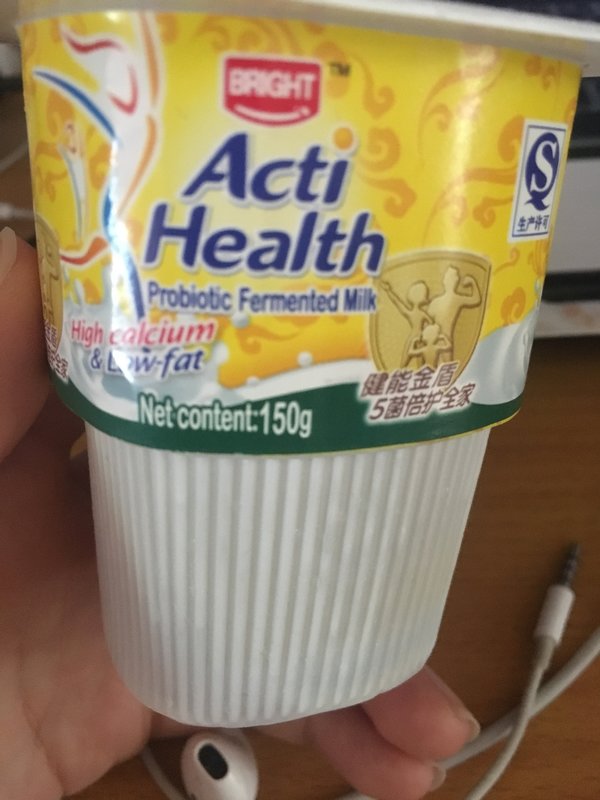 BRIGHT™
Acti
Health
Probiotic Fermented Milk
High calcium
& Low-fat
Net content:150g
健能金盾
5菌倍护全家
生产许可